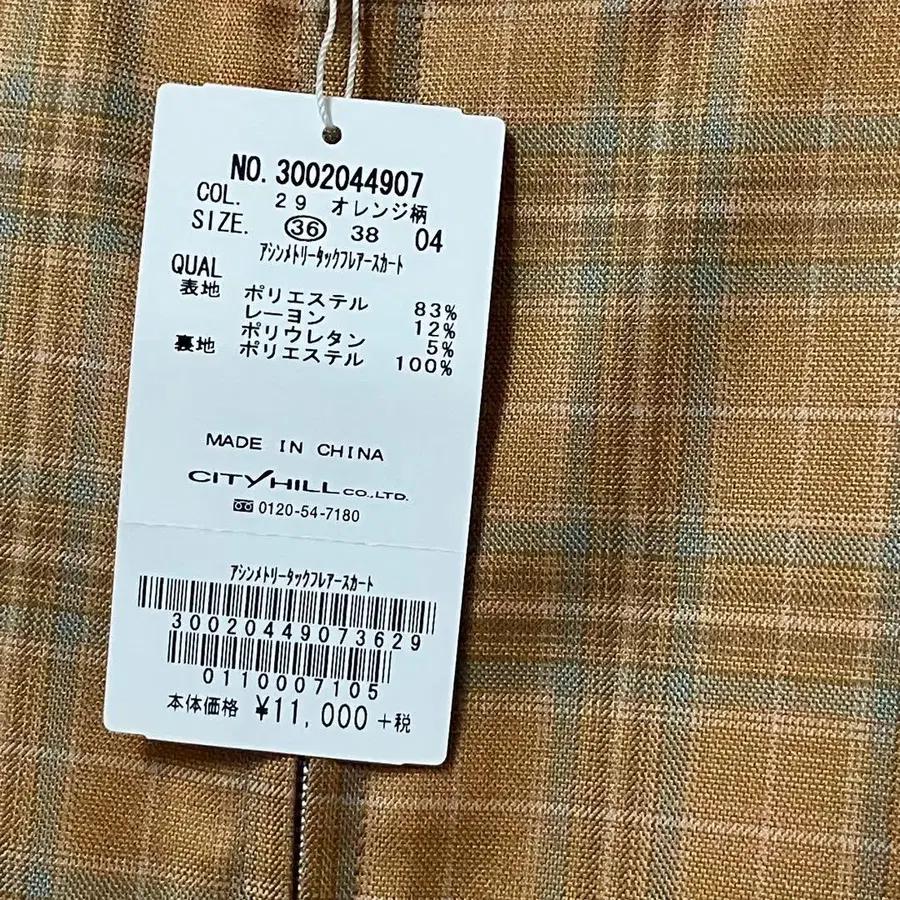 NO. 3002044907
COL. 29 オレンジ柄
SIZE. 36 38 04
アシンメトリータックフレアースカート
QUAL
表地 ポリエステル 83%
レーヨン 12%
ポリウレタン 5%
裏地 ポリエステル 100%
MADE IN CHINA
CITYHILL CO.,LTD.
0120-54-7180
アシンメトリータックフレアースカート
30020449073629
0110007105
本体価格 ¥11,000+税